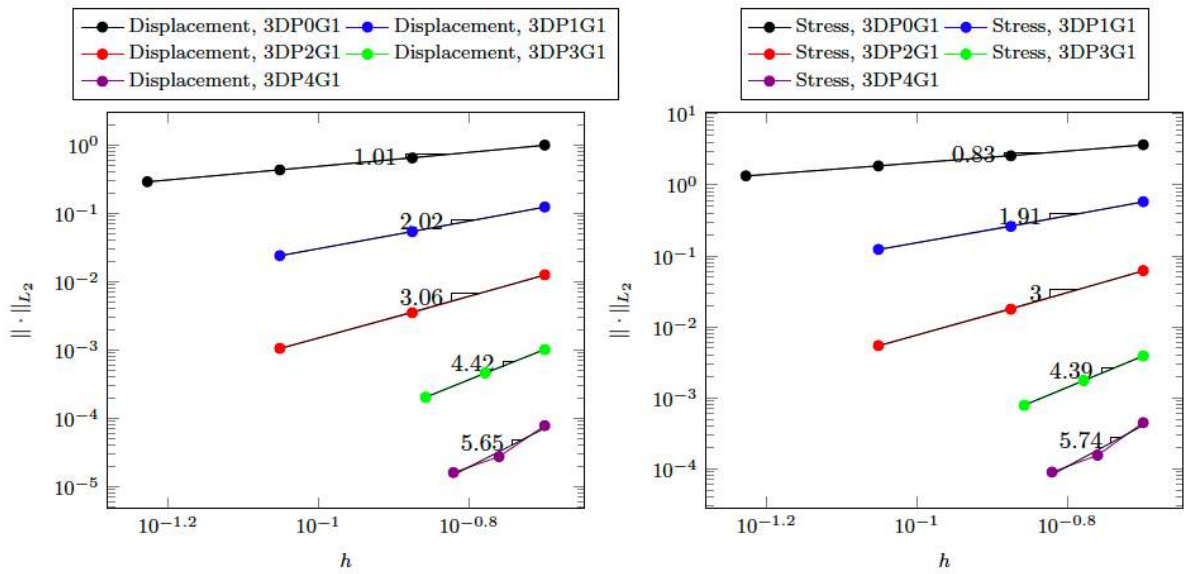 Displacement, 3DP0G1 Displacement, 3DP1G1
Displacement, 3DP2G1 Displacement, 3DP3G1
Displacement, 3DP4G1
10^0
10^−1
10^−2
10^−3
10^−4
10^−5
|| · ||_{L_2}
1.01
2.02
3.06
4.42
5.65
10^−1.2
10^−1
10^−0.8
h
Stress, 3DP0G1 Stress, 3DP1G1
Stress, 3DP2G1 Stress, 3DP3G1
Stress, 3DP4G1
10^1
10^0
10^−1
10^−2
10^−3
10^−4
|| · ||_{L_2}
0.83
1.91
3
4.39
5.74
10^−1.2
10^−1
10^−0.8
h